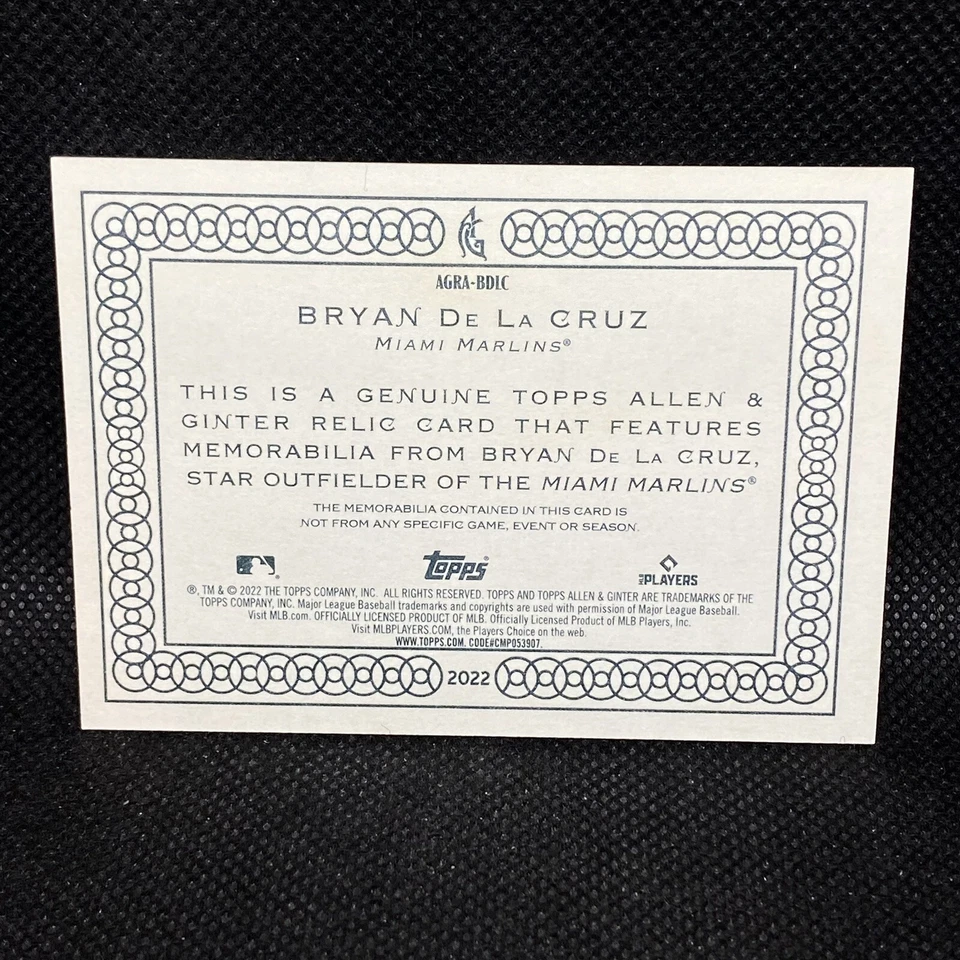 AG
AGRA-BDLC
BRYAN DE LA CRUZ
MIAMI MARLINS®
THIS IS A GENUINE TOPPS ALLEN &
GINTER RELIC CARD THAT FEATURES
MEMORABILIA FROM BRYAN DE LA CRUZ,
STAR OUTFIELDER OF THE MIAMI MARLINS®
THE MEMORABILIA CONTAINED IN THIS CARD IS
NOT FROM ANY SPECIFIC GAME, EVENT OR SEASON.
topps® MLB PLAYERS
®, TM & © 2022 THE TOPPS COMPANY, INC. ALL RIGHTS RESERVED. TOPPS AND TOPPS ALLEN & GINTER ARE TRADEMARKS OF THE
TOPPS COMPANY, INC. Major League Baseball trademarks and copyrights are used with permission of Major League Baseball.
Visit MLB.com. OFFICIALLY LICENSED PRODUCT OF MLB. Officially Licensed Product of MLB Players, Inc.
Visit MLBPLAYERS.COM, the Players Choice on the web.
WWW.TOPPS.COM. CODE#CMP053907.
2022